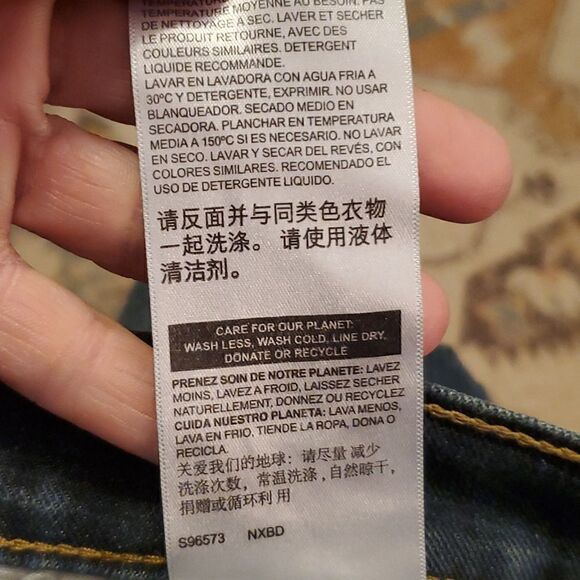 TEMPERATURE MOYENNE AU BESOIN. PAS
DE NETTOYAGE A SEC. LAVER ET SECHER
LE PRODUIT RETOURNE, AVEC DES
COULEURS SIMILAIRES. DETERGENT
LIQUIDE RECOMMANDE.
LAVAR EN LAVADORA CON AGUA FRIA A
30ºC Y DETERGENTE, EXPRIMIR. NO USAR
BLANQUEADOR. SECADO MEDIO EN
SECADORA. PLANCHAR EN TEMPERATURA
MEDIA A 150ºC SI ES NECESARIO. NO LAVAR
EN SECO. LAVAR Y SECAR DEL REVÉS, CON
COLORES SIMILARES. RECOMENDADO EL
USO DE DETERGENTE LIQUIDO.
请反面并与同类色衣物
一起洗涤。 请使用液体
清洁剂。
CARE FOR OUR PLANET:
WASH LESS, WASH COLD, LINE DRY,
DONATE OR RECYCLE
PRENEZ SOIN DE NOTRE PLANETE: LAVEZ
MOINS, LAVEZ A FROID, LAISSEZ SECHER
NATURELLEMENT, DONNEZ OU RECYCLEZ
CUIDA NUESTRO PLANETA: LAVA MENOS,
LAVA EN FRIO, TIENDE LA ROPA, DONA O
RECICLA.
关爱我们的地球: 请尽量 减少
洗涤次数, 常温洗涤 , 自然晾干,
捐赠或循环利 用
S96573 NXBD